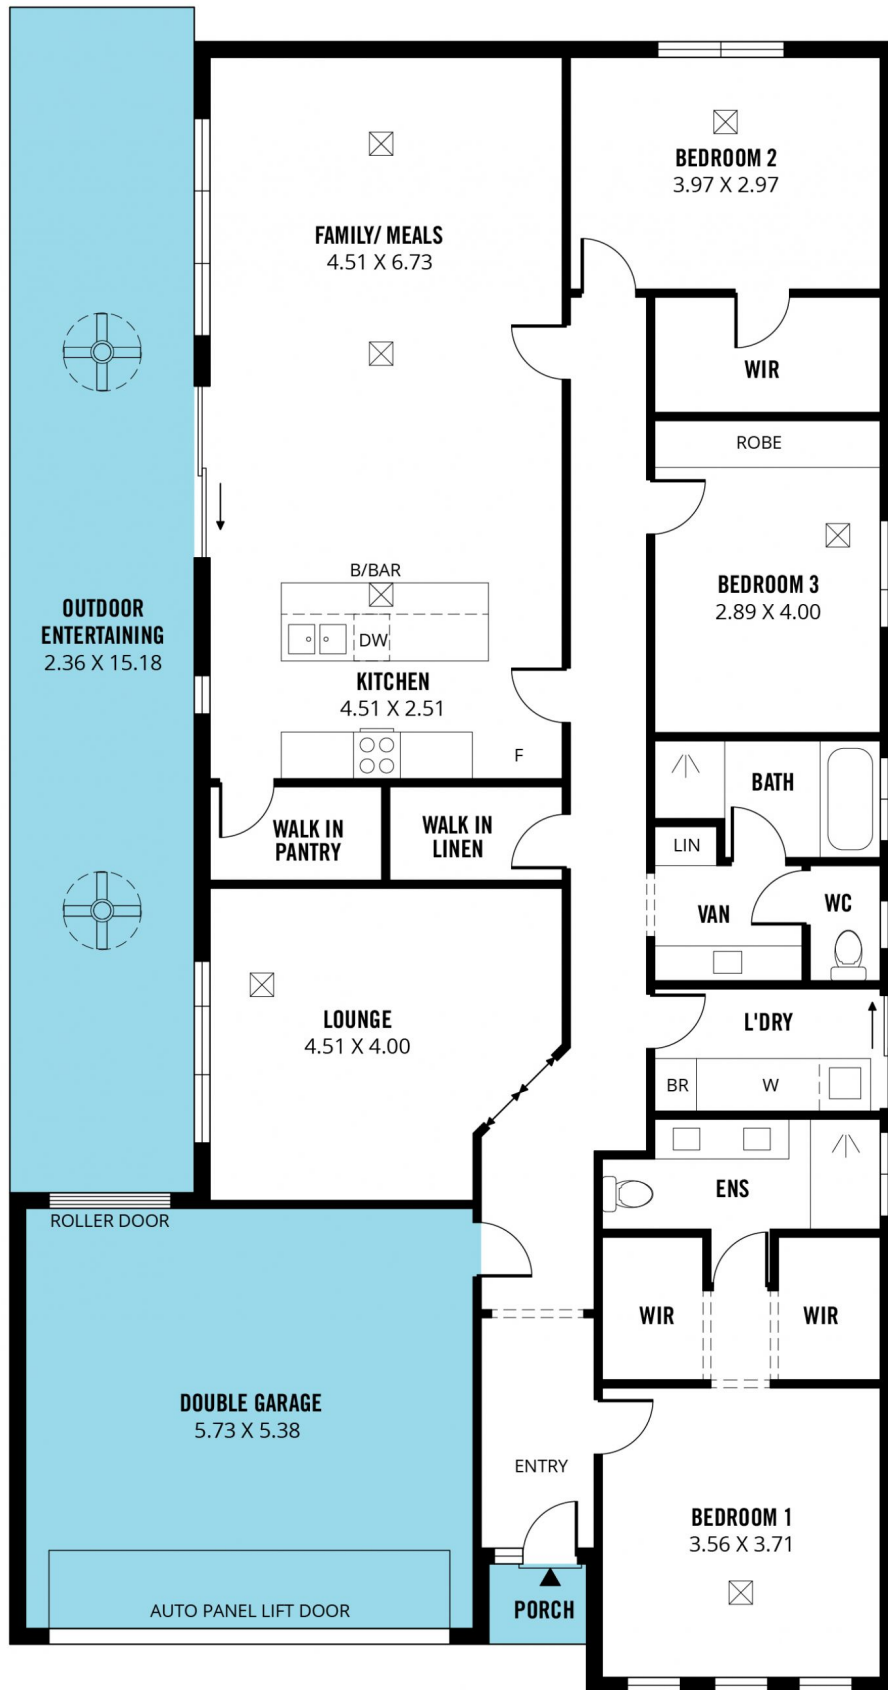 BEDROOM 2
3.97 X 2.97
FAMILY/ MEALS
4.51 X 6.73
WIR
ROBE
B/BAR
BEDROOM 3
2.89 X 4.00
OUTDOOR
ENTERTAINING
2.36 X 15.18
DW
KITCHEN
4.51 X 2.51
F
BATH
WALK IN
PANTRY
WALK IN
LINEN
LIN
VAN
WC
LOUNGE
4.51 X 4.00
L'DRY
BR
W
ENS
ROLLER DOOR
WIR
WIR
DOUBLE GARAGE
5.73 X 5.38
ENTRY
BEDROOM 1
3.56 X 3.71
AUTO PANEL LIFT DOOR
PORCH